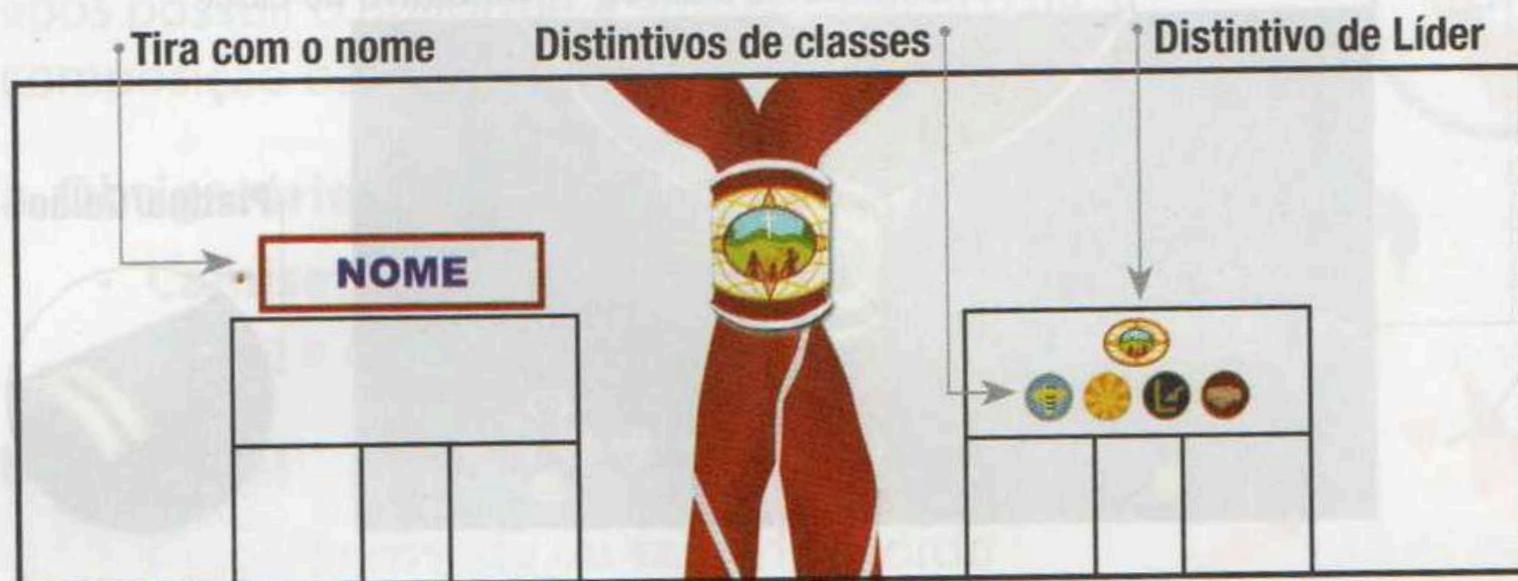 Tira com o nome
Distintivos de classes
Distintivo de Líder
NOME